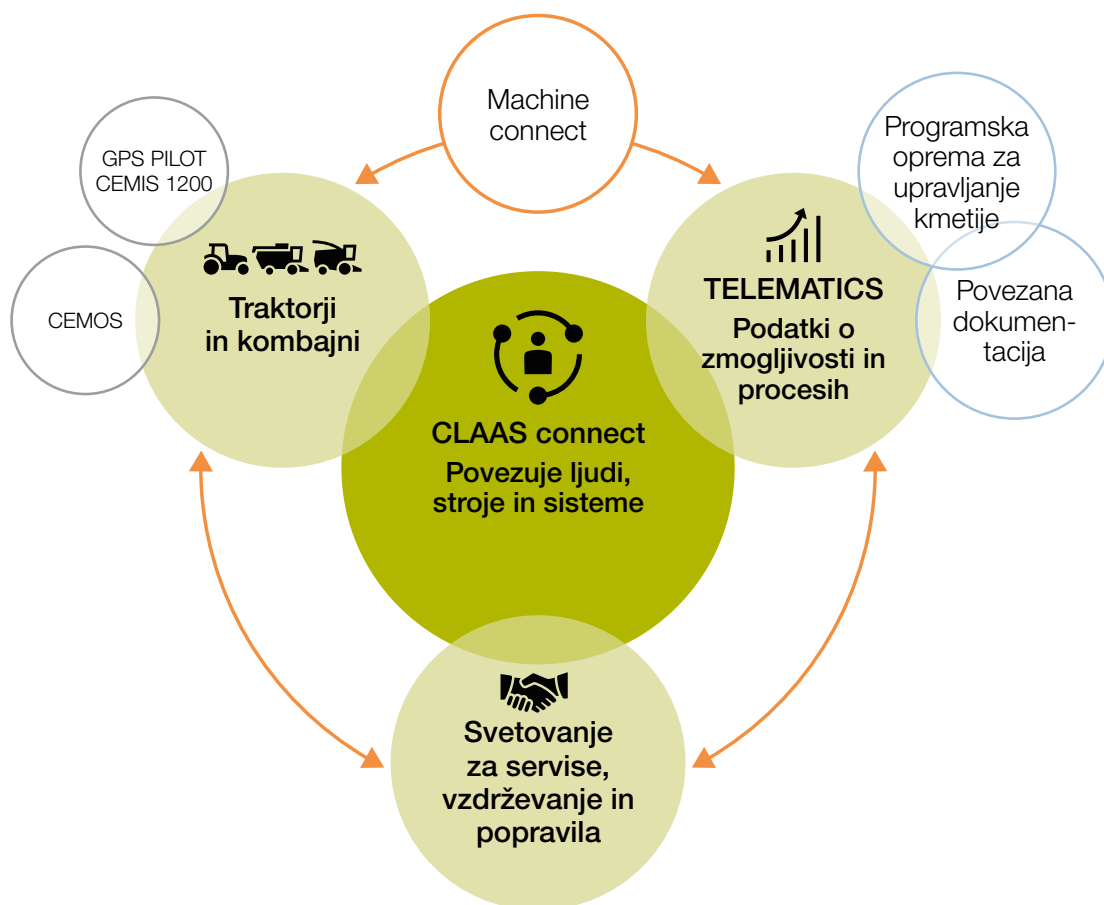 Machine
connect
GPS PILOT
CEMIS 1200
CEMOS
Traktorji
in kombajni
Programska
oprema za
upravljanje
kmetije
Povezana
dokumen-
tacija
TELEMATICS
Podatki o
zmogljivosti in
procesih
CLAAS connect
Povezuje ljudi,
stroje in sisteme
Svetovanje
za servise,
vzdrževanje in
popravila